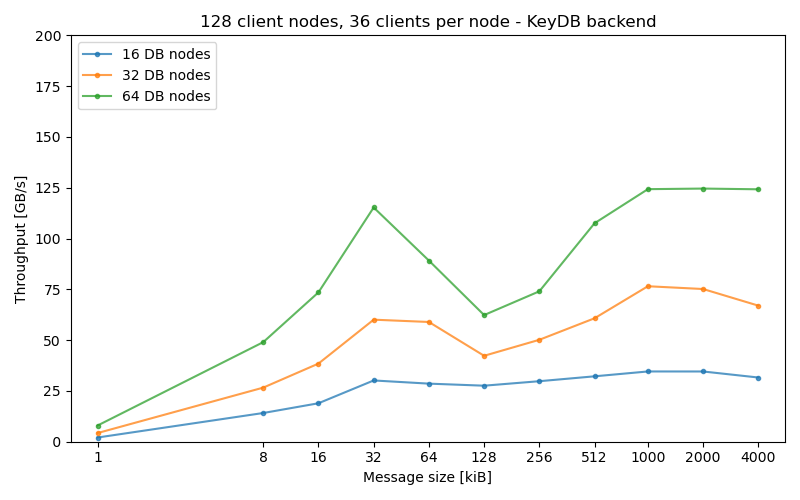 128 client nodes, 36 clients per node - KeyDB backend
200
175
150
125
100
75
50
25
0
Throughput [GB/s]
16 DB nodes
32 DB nodes
64 DB nodes
1 8 16 32 64 128 256 512 1000 2000 4000
Message size [kiB]